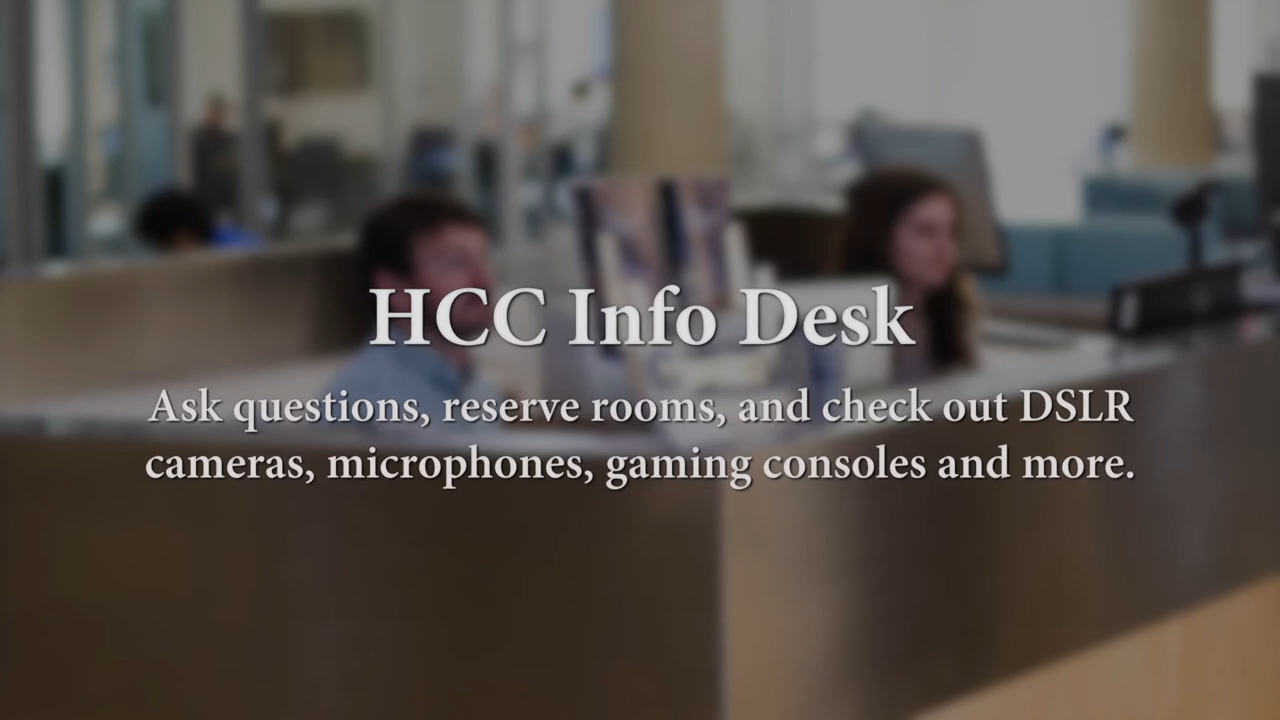 HCC Info Desk
Ask questions, reserve rooms, and check out DSLR
cameras, microphones, gaming consoles and more.